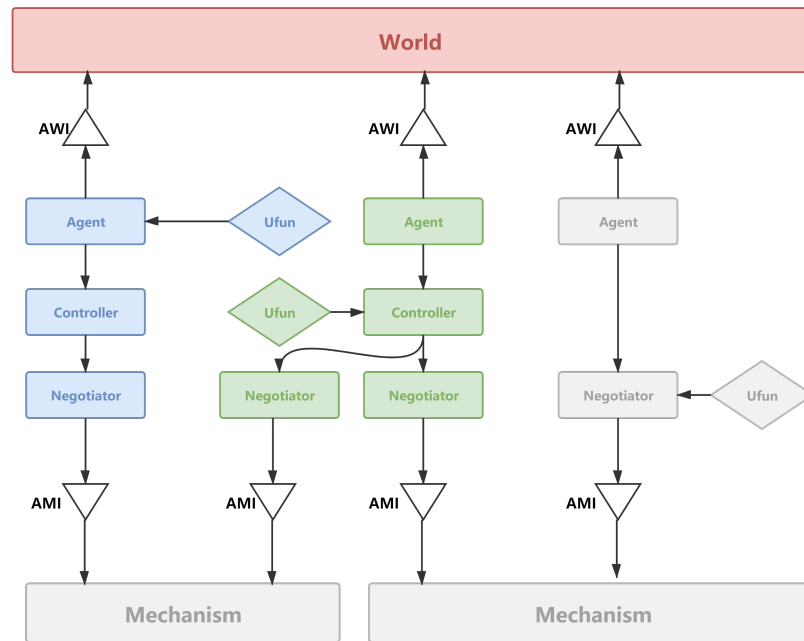 World
AWI
AWI
AWI
Agent
Ufun
Agent
Agent
Controller
Ufun
Controller
Negotiator
Negotiator
Negotiator
Negotiator
Ufun
AMI
AMI
AMI
AMI
Mechanism
Mechanism